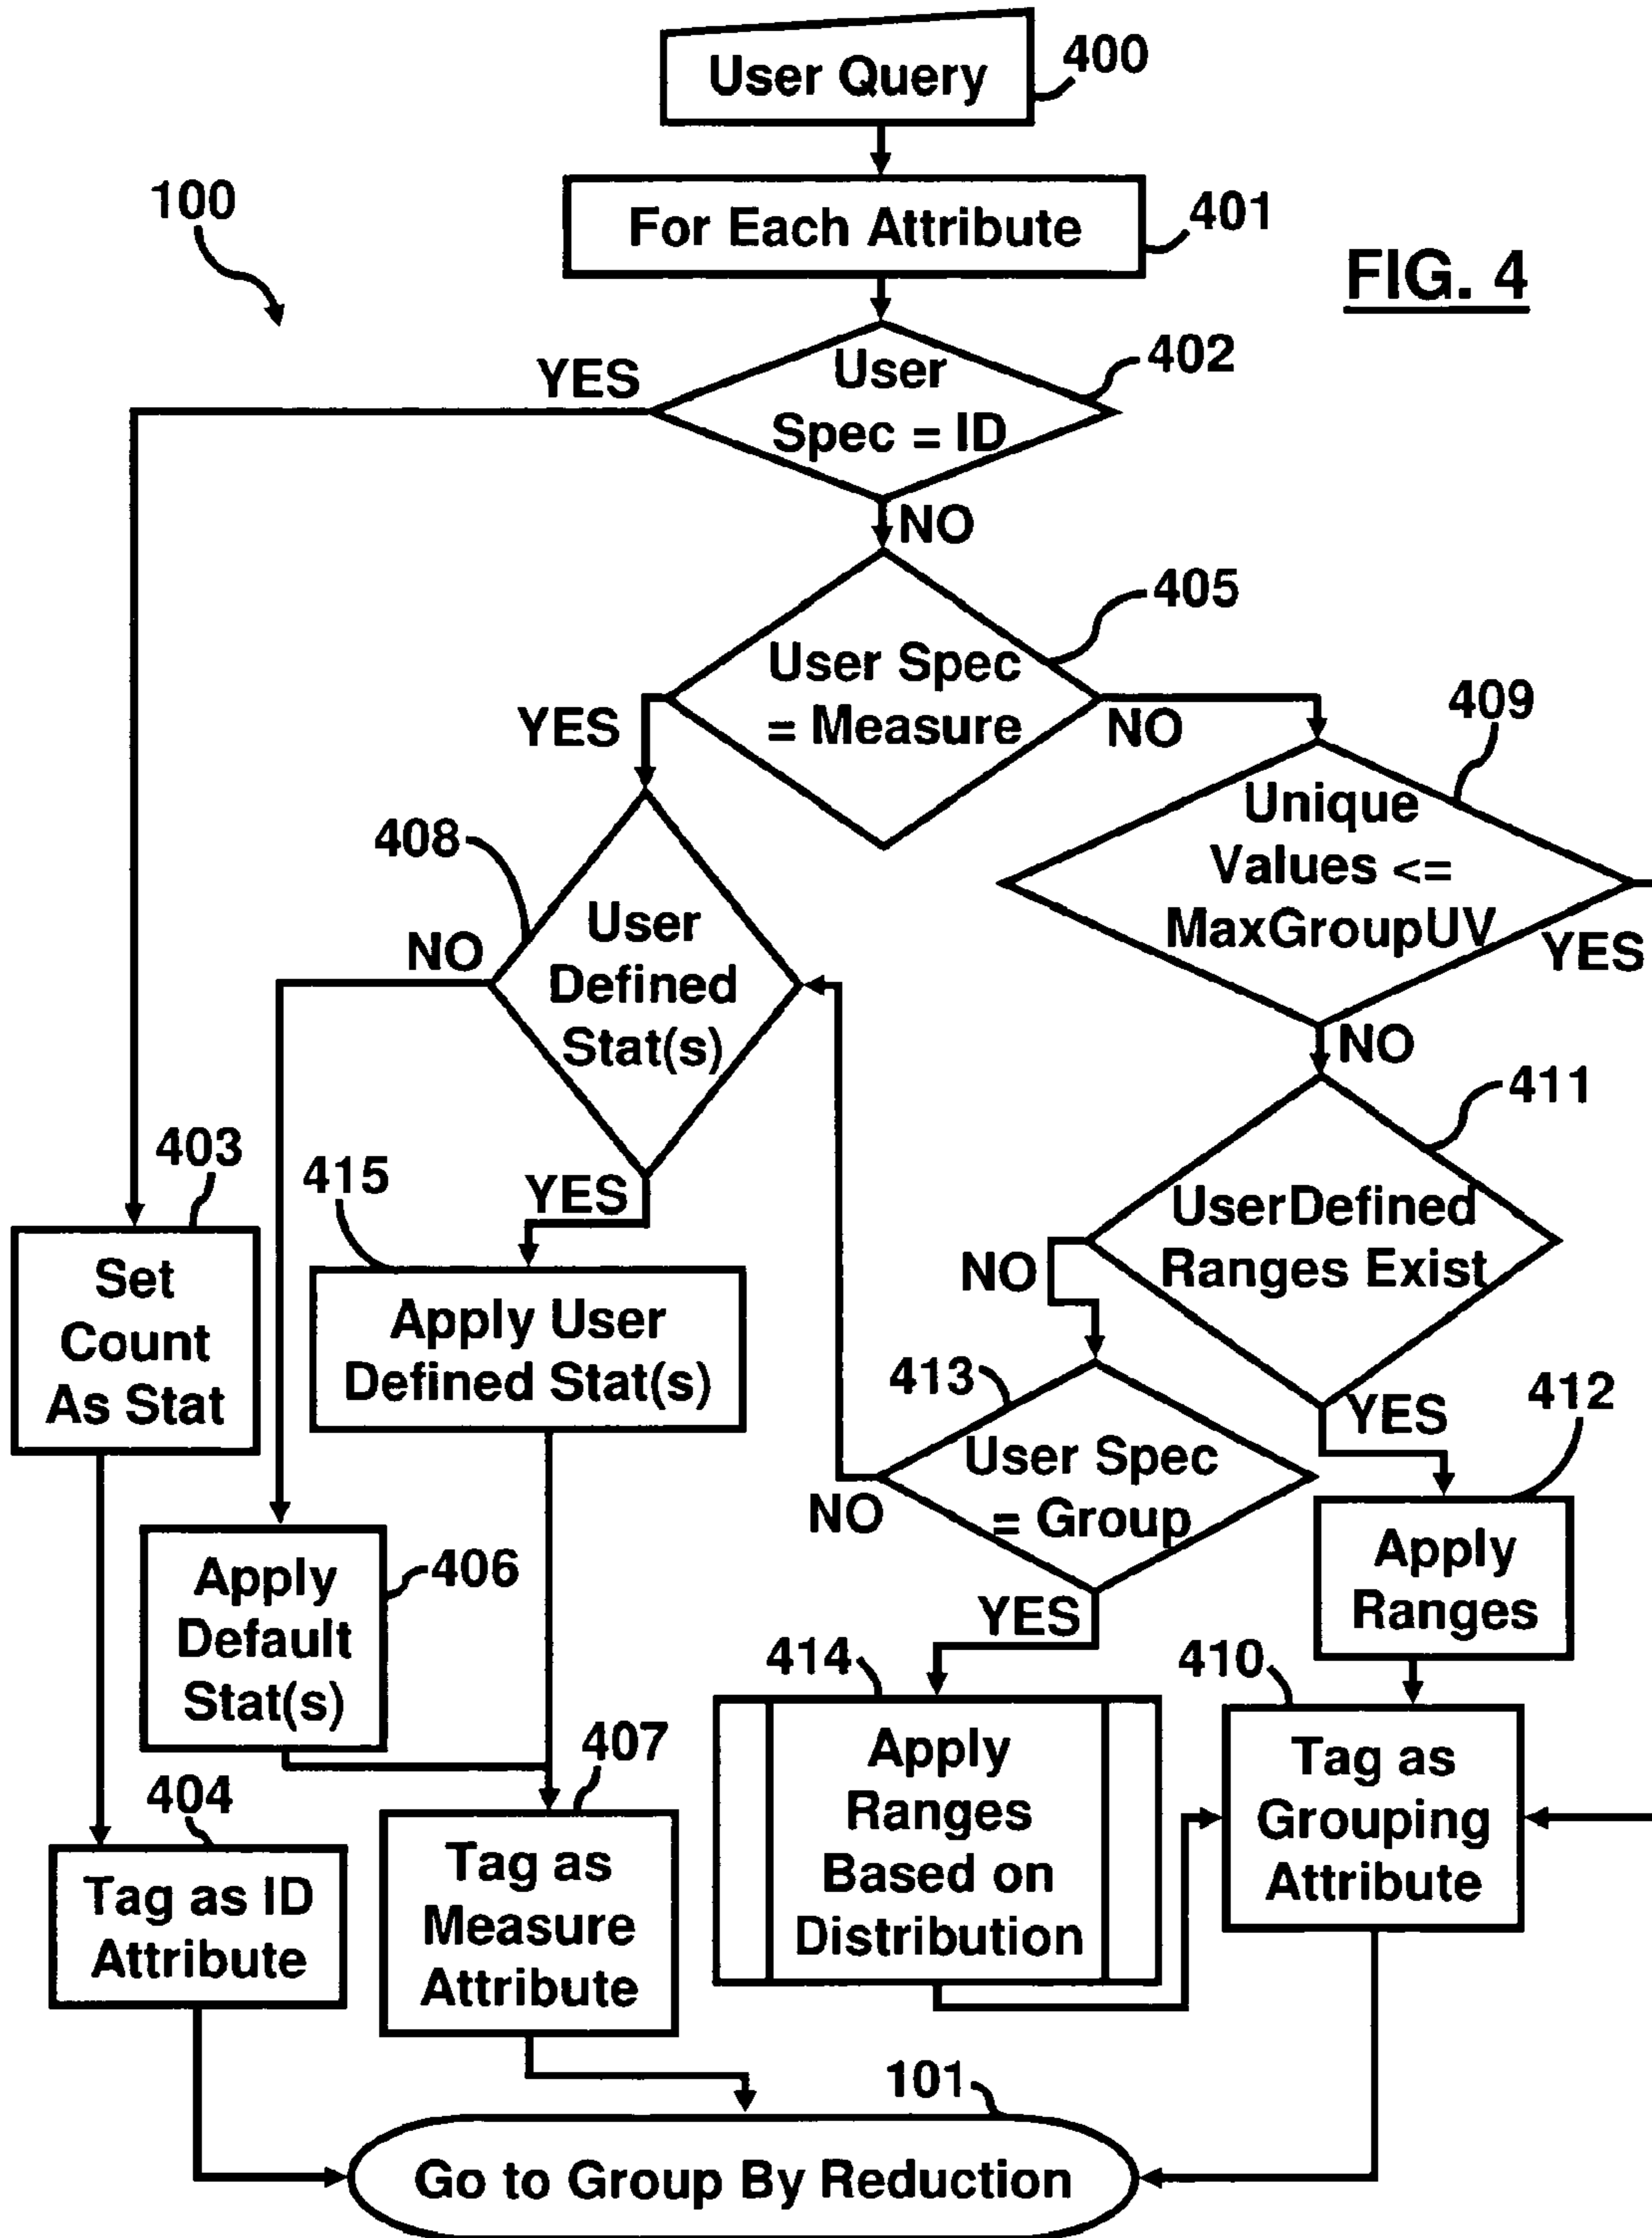 User Query
400
For Each Attribute
401
100
FIG. 4
User
Spec = ID
402
YES
NO
User Spec
= Measure
405
YES
NO
Unique
Values <=
MaxGroupUV
409
YES
NO
408
User
Defined
Stat(s)
NO
YES
411
UserDefined
Ranges Exist
NO
YES
403
Set
Count
As Stat
415
Apply User
Defined Stat(s)
413
User Spec
= Group
NO
YES
412
Apply
Ranges
Apply
Default
Stat(s)
406
414
Apply
Ranges
Based on
Distribution
410
Tag as
Grouping
Attribute
404
Tag as ID
Attribute
407
Tag as
Measure
Attribute
101
Go to Group By Reduction